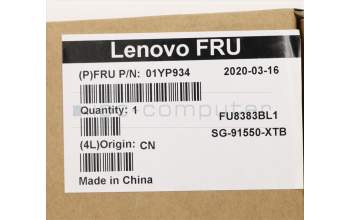 Lenovo FRU
(P)FRU P/N: 01YP934 2020-03-16
Quantity: 1 FU8383BL1
SG-91550-XTB
(4L)Origin: CN
Made in China